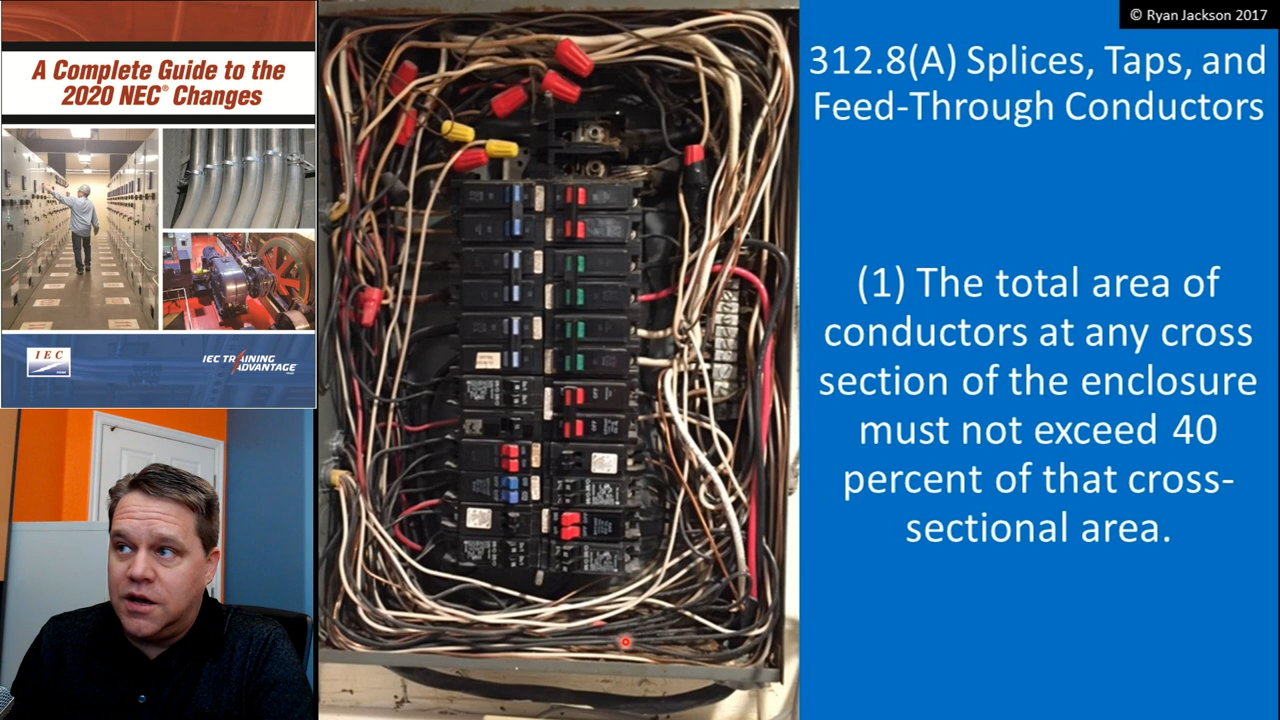 © Ryan Jackson 2017
A Complete Guide to the
2020 NEC® Changes
IEC
IEC TRAINING
ADVANTAGE
312.8(A) Splices, Taps, and
Feed-Through Conductors
(1) The total area of
conductors at any cross
section of the enclosure
must not exceed 40
percent of that cross-
sectional area.